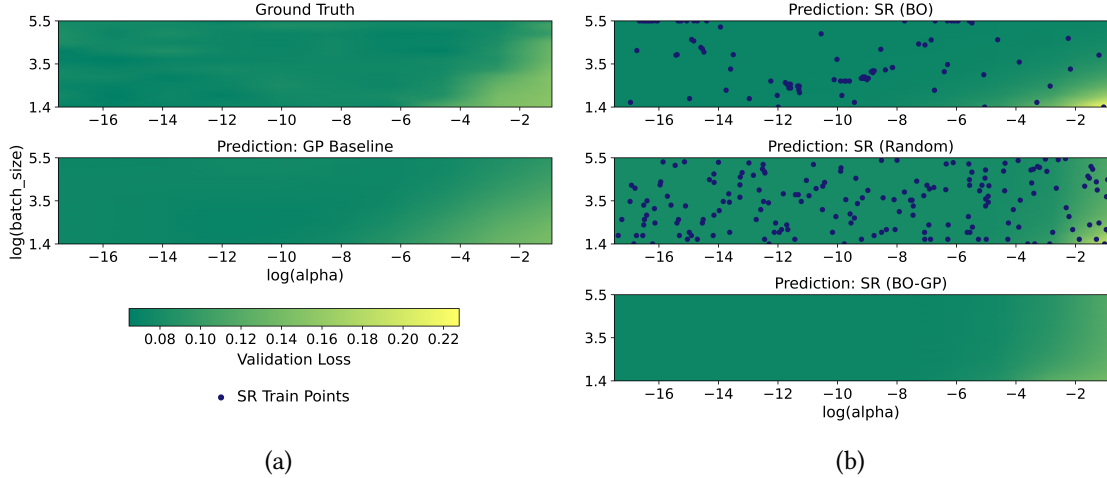 Ground Truth
5.5
3.5
1.4
−16 −14 −12 −10 −8 −6 −4 −2
Prediction: GP Baseline
5.5
3.5
1.4
−16 −14 −12 −10 −8 −6 −4 −2
log(batch_size)
log(alpha)
0.08 0.10 0.12 0.14 0.16 0.18 0.20 0.22
Validation Loss
SR Train Points
(a)
Prediction: SR (BO)
5.5
3.5
1.4
−16 −14 −12 −10 −8 −6 −4 −2
Prediction: SR (Random)
5.5
3.5
1.4
−16 −14 −12 −10 −8 −6 −4 −2
Prediction: SR (BO-GP)
5.5
3.5
1.4
−16 −14 −12 −10 −8 −6 −4 −2
log(alpha)
(b)